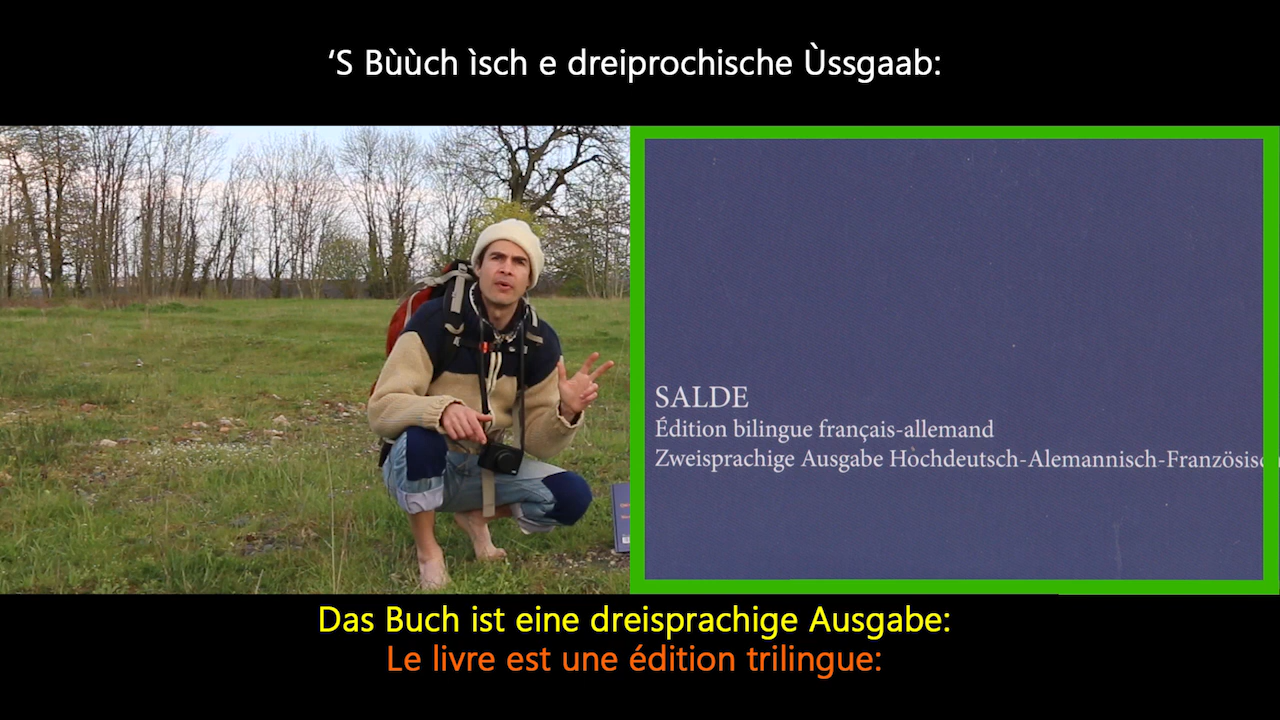 ‘S Bùùch ìsch e dreiprochische Ùssgaab:
SALDE
Édition bilingue français-allemand
Zweisprachige Ausgabe Hochdeutsch-Alemannisch-Französisc
Das Buch ist eine dreisprachige Ausgabe:
Le livre est une édition trilingue: